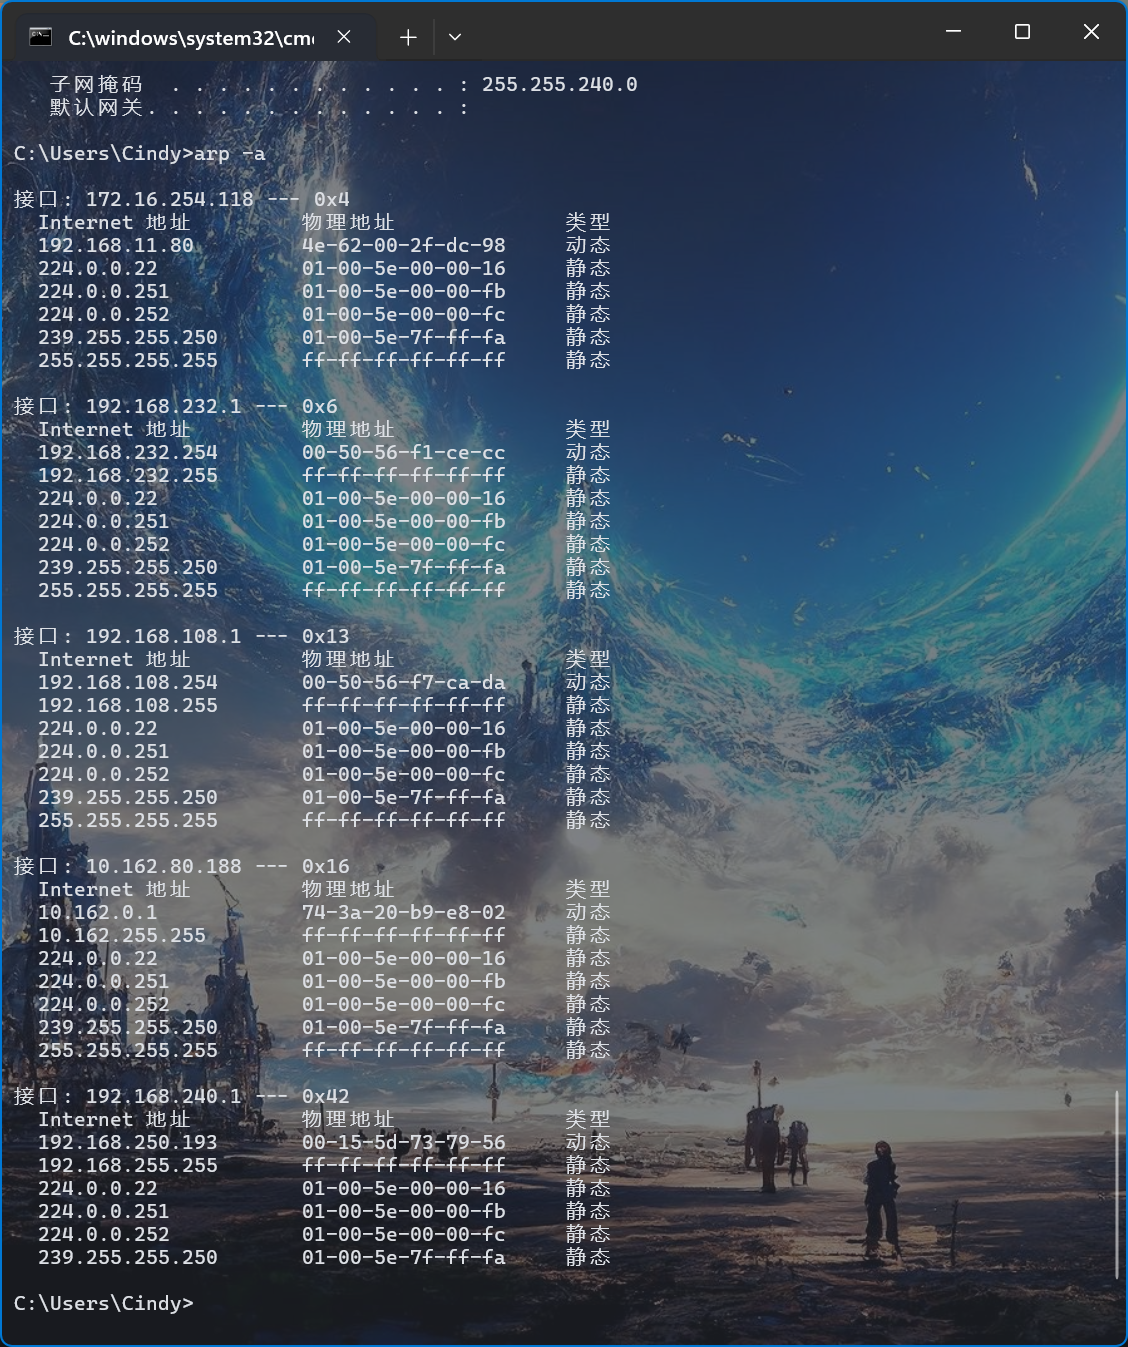 C:\windows\system32\cm
子网掩码  . . . . . . . . . . . . : 255.255.240.0
默认网关. . . . . . . . . . . . . :
C:\Users\Cindy>arp -a
接口: 172.16.254.118 --- 0x4
Internet 地址         物理地址              类型
192.168.11.80         4e-62-00-2f-dc-98     动态
224.0.0.22            01-00-5e-00-00-16     静态
224.0.0.251           01-00-5e-00-00-fb     静态
224.0.0.252           01-00-5e-00-00-fc     静态
239.255.255.250       01-00-5e-7f-ff-fa     静态
255.255.255.255       ff-ff-ff-ff-ff-ff     静态
接口: 192.168.232.1 --- 0x6
Internet 地址         物理地址              类型
192.168.232.254       00-50-56-f1-ce-cc     动态
192.168.232.255       ff-ff-ff-ff-ff-ff     静态
224.0.0.22            01-00-5e-00-00-16     静态
224.0.0.251           01-00-5e-00-00-fb     静态
224.0.0.252           01-00-5e-00-00-fc     静态
239.255.255.250       01-00-5e-7f-ff-fa     静态
255.255.255.255       ff-ff-ff-ff-ff-ff     静态
接口: 192.168.108.1 --- 0x13
Internet 地址         物理地址              类型
192.168.108.254       00-50-56-f7-ca-da     动态
192.168.108.255       ff-ff-ff-ff-ff-ff     静态
224.0.0.22            01-00-5e-00-00-16     静态
224.0.0.251           01-00-5e-00-00-fb     静态
224.0.0.252           01-00-5e-00-00-fc     静态
239.255.255.250       01-00-5e-7f-ff-fa     静态
255.255.255.255       ff-ff-ff-ff-ff-ff     静态
接口: 10.162.80.188 --- 0x16
Internet 地址         物理地址              类型
10.162.0.1            74-3a-20-b9-e8-02     动态
10.162.255.255        ff-ff-ff-ff-ff-ff     静态
224.0.0.22            01-00-5e-00-00-16     静态
224.0.0.251           01-00-5e-00-00-fb     静态
224.0.0.252           01-00-5e-00-00-fc     静态
239.255.255.250       01-00-5e-7f-ff-fa     静态
255.255.255.255       ff-ff-ff-ff-ff-ff     静态
接口: 192.168.240.1 --- 0x42
Internet 地址         物理地址              类型
192.168.250.193       00-15-5d-73-79-56     动态
192.168.255.255       ff-ff-ff-ff-ff-ff     静态
224.0.0.22            01-00-5e-00-00-16     静态
224.0.0.251           01-00-5e-00-00-fb     静态
224.0.0.252           01-00-5e-00-00-fc     静态
239.255.255.250       01-00-5e-7f-ff-fa     静态
C:\Users\Cindy>